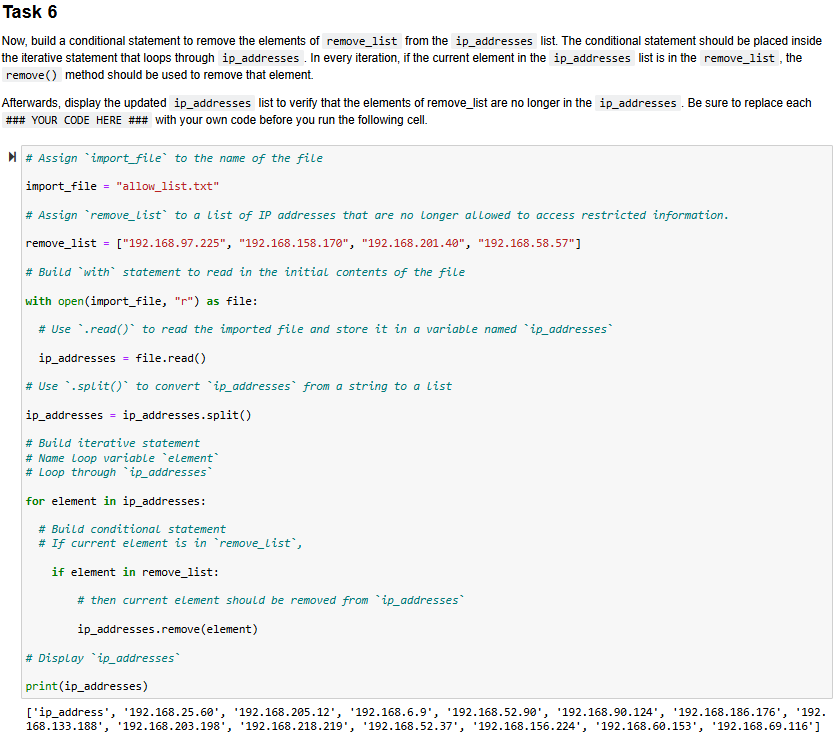 Task 6
Now, build a conditional statement to remove the elements of remove_list from the ip_addresses list. The conditional statement should be placed inside
the iterative statement that loops through ip_addresses . In every iteration, if the current element in the ip_addresses list is in the remove_list , the
remove() method should be used to remove that element.
Afterwards, display the updated ip_addresses list to verify that the elements of remove_list are no longer in the ip_addresses . Be sure to replace each
### YOUR CODE HERE ### with your own code before you run the following cell.
# Assign `import_file` to the name of the file
import_file = "allow_list.txt"
# Assign `remove_list` to a list of IP addresses that are no longer allowed to access restricted information.
remove_list = ["192.168.97.225", "192.168.158.170", "192.168.201.40", "192.168.58.57"]
# Build `with` statement to read in the initial contents of the file
with open(import_file, "r") as file:
# Use `.read()` to read the imported file and store it in a variable named `ip_addresses`
ip_addresses = file.read()
# Use `.split()` to convert `ip_addresses` from a string to a list
ip_addresses = ip_addresses.split()
# Build iterative statement
# Name loop variable `element`
# Loop through `ip_addresses`
for element in ip_addresses:
# Build conditional statement
# If current element is in `remove_list`,
if element in remove_list:
# then current element should be removed from `ip_addresses`
ip_addresses.remove(element)
# Display `ip_addresses`
print(ip_addresses)
['ip_address', '192.168.25.60', '192.168.205.12', '192.168.6.9', '192.168.52.90', '192.168.90.124', '192.168.186.176', '192.
168.133.188', '192.168.203.198', '192.168.218.219', '192.168.52.37', '192.168.156.224', '192.168.60.153', '192.168.69.116']